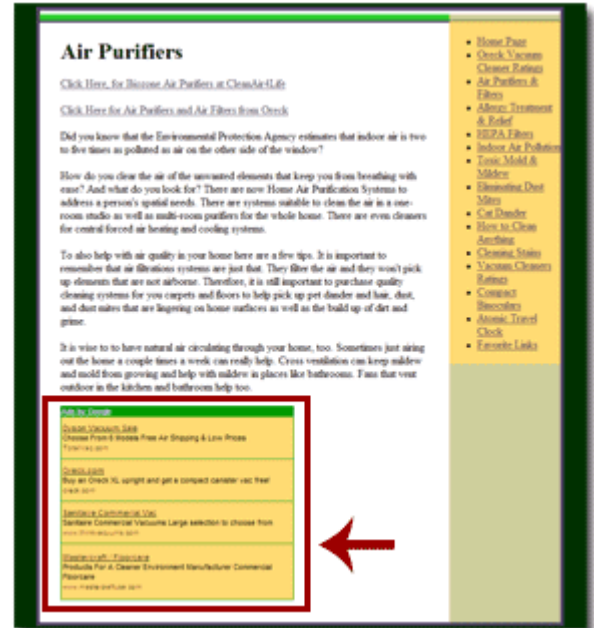 Air Purifiers
Click Here, for Biozone Air Purifiers at CleanAir4Life
Click Here for Air Purifiers and Air Filters from Oreck
Did you know that the Environmental Protection Agency estimates that indoor air is two
to five times as polluted as air on the other side of the window?
How do you clear the air of the unwanted elements that keep you from breathing with
ease? And what do you look for? There are now Home Air Purification Systems to
address a person's spatial needs. There are systems suitable to clean the air in a one-
room studio as well as multi-room purifiers for the whole home. There are even cleaners
for central forced air heating and cooling systems.
To also help with air quality in your home here are a few tips. It is important to
remember that air filtrations systems are just that. They filter the air and they won't pick
up elements that are not airborne. Therefore, it is still important to purchase quality
cleaning systems for you carpets and floors to help pick up pet dander and hair, dust,
and dust mites that are lingering on home surfaces as well as the build up of dirt and
grime.
It is wise to to have natural air circulating through your home, too. Sometimes just airing
out the home a couple times a week can really help. Cross ventilation can keep mildew
and mold from growing and help with mildew in places like bathrooms. Fans that vent
outdoor in the kitchen and bathroom help too.
Ads by Google
Dyson Vacuum Sale
Choose From 6 Models Free Air Shipping & Low Prices
Oreck.com
Buy an Oreck XL upright and get a compact canister vac free!
oreck.com
Sanitaire Commercial Vac
Sanitaire Commercial Vacuums Large selection to choose from
www.thinkvacuums.com
Mastercraft / Floorcare
Products For A Cleaner Environment Manufacturer Commercial
Floorcare
Home Page
Oreck Vacuum
Cleaner Ratings
Air Purifiers &
Filters
Allergy Treatment
& Relief
HEPA Filters
Indoor Air Pollution
Toxic Mold &
Mildew
Eliminating Dust
Mites
Cat Dander
How to Clean
Anything
Cleaning Stains
Vacuum Cleaners
Ratings
Compact
Binoculars
Atomic Travel
Clock
Favorite Links